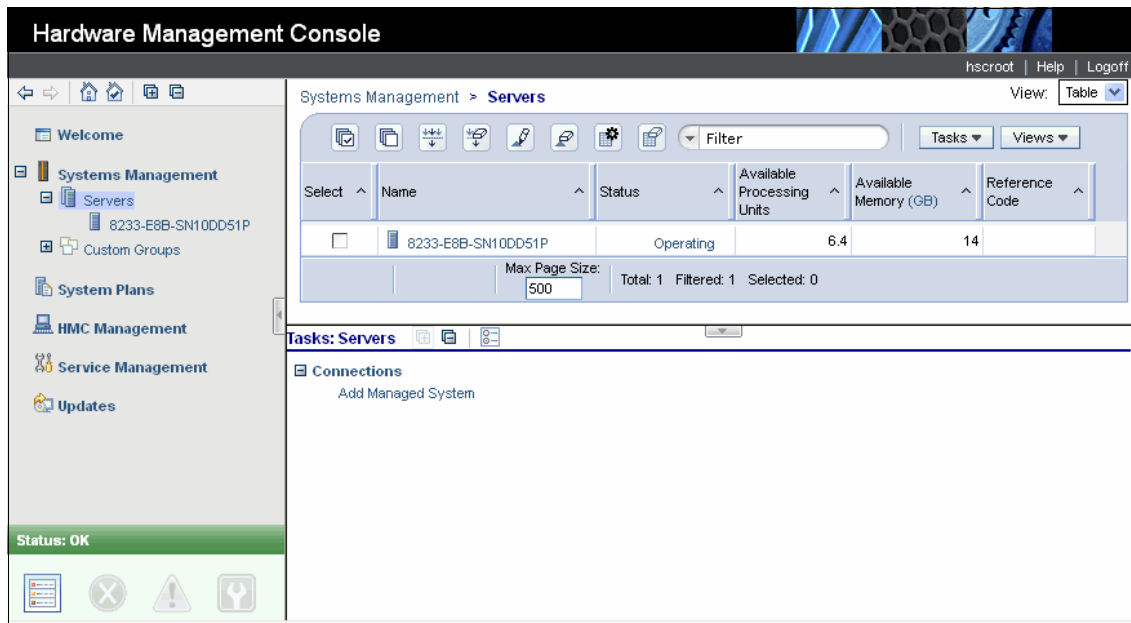 Hardware Management Console
hscroot | Help | Logoff
Welcome
Systems Management
Servers
8233-E8B-SN10DD51P
Custom Groups
System Plans
HMC Management
Service Management
Updates
Status: OK
Systems Management > Servers
View: Table
Filter
Tasks
Views
Select
Name
Status
Available Processing Units
Available Memory (GB)
Reference Code
8233-E8B-SN10DD51P Operating 6.4 14
Max Page Size:
500
Total: 1 Filtered: 1 Selected: 0
Tasks: Servers
Connections
Add Managed System